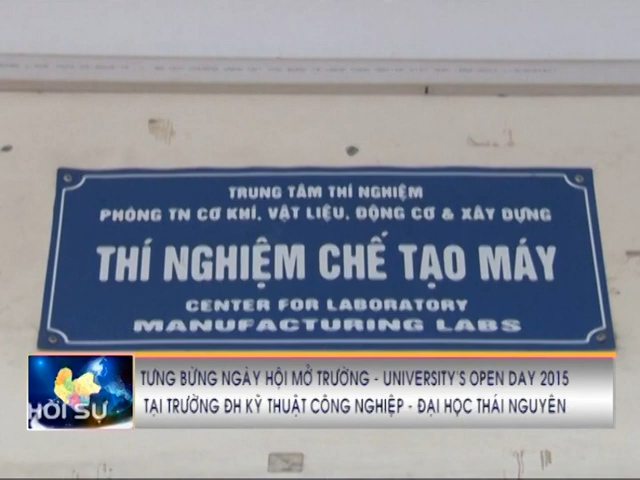 TRUNG TÂM THÍ NGHIỆM
PHÒNG TN CƠ KHÍ, VẬT LIỆU, ĐỘNG CƠ & XÂY DỰNG
THÍ NGHIỆM CHẾ TẠO MÁY
CENTER FOR LABORATORY
MANUFACTURING LABS
TƯNG BỪNG NGÀY HỘI MỞ TRƯỜNG - UNIVERSITY'S OPEN DAY 2015
THỜI SỰ
TẠI TRƯỜNG ĐH KỸ THUẬT CÔNG NGHIỆP - ĐẠI HỌC THÁI NGUYÊN